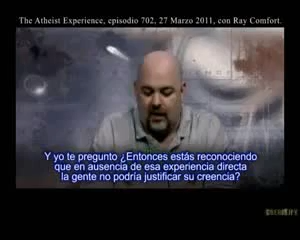 The Atheist Experience, episodio 702, 27 Marzo 2011, con Ray Comfort.
Y yo te pregunto ¿Entonces estás reconociendo
que en ausencia de esa experiencia directa
la gente no podría justificar su creencia?